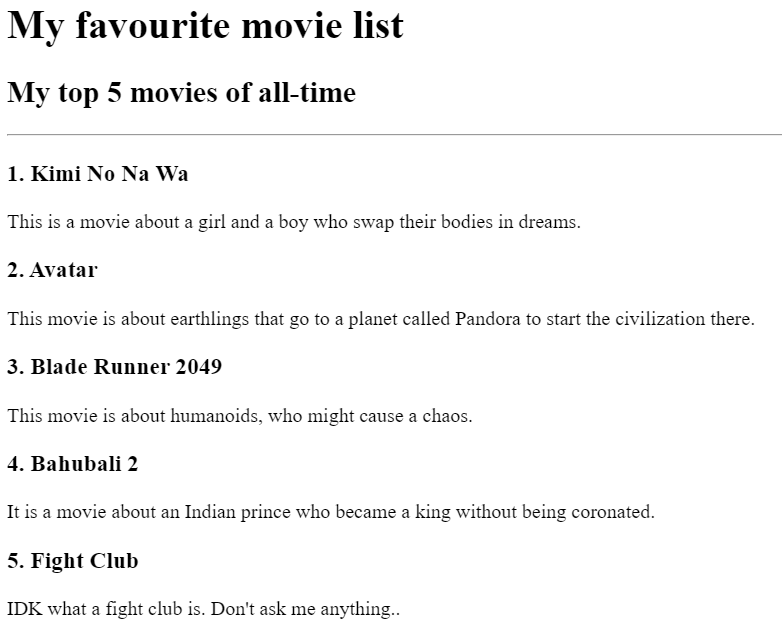 My favourite movie list
My top 5 movies of all-time
1. Kimi No Na Wa
This is a movie about a girl and a boy who swap their bodies in dreams.
2. Avatar
This movie is about earthlings that go to a planet called Pandora to start the civilization there.
3. Blade Runner 2049
This movie is about humanoids, who might cause a chaos.
4. Bahubali 2
It is a movie about an Indian prince who became a king without being coronated.
5. Fight Club
IDK what a fight club is. Don't ask me anything..